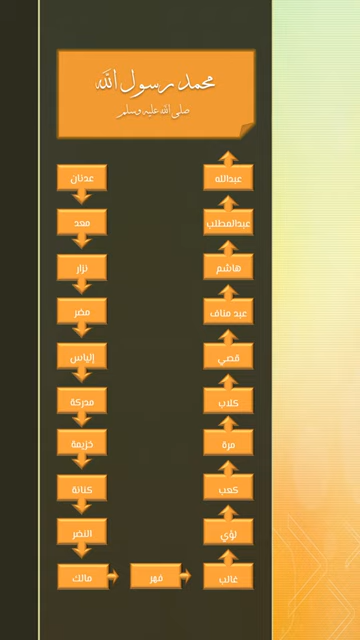 محمد رسول الله
صلى الله عليه وسلم
عدنان
معد
نزار
مضر
إلياس
مدركة
خزيمة
كنانة
النضر
مالك
فهر
غالب
لؤي
كعب
مرة
كلاب
قصي
عبد مناف
هاشم
عبدالمطلب
عبدالله